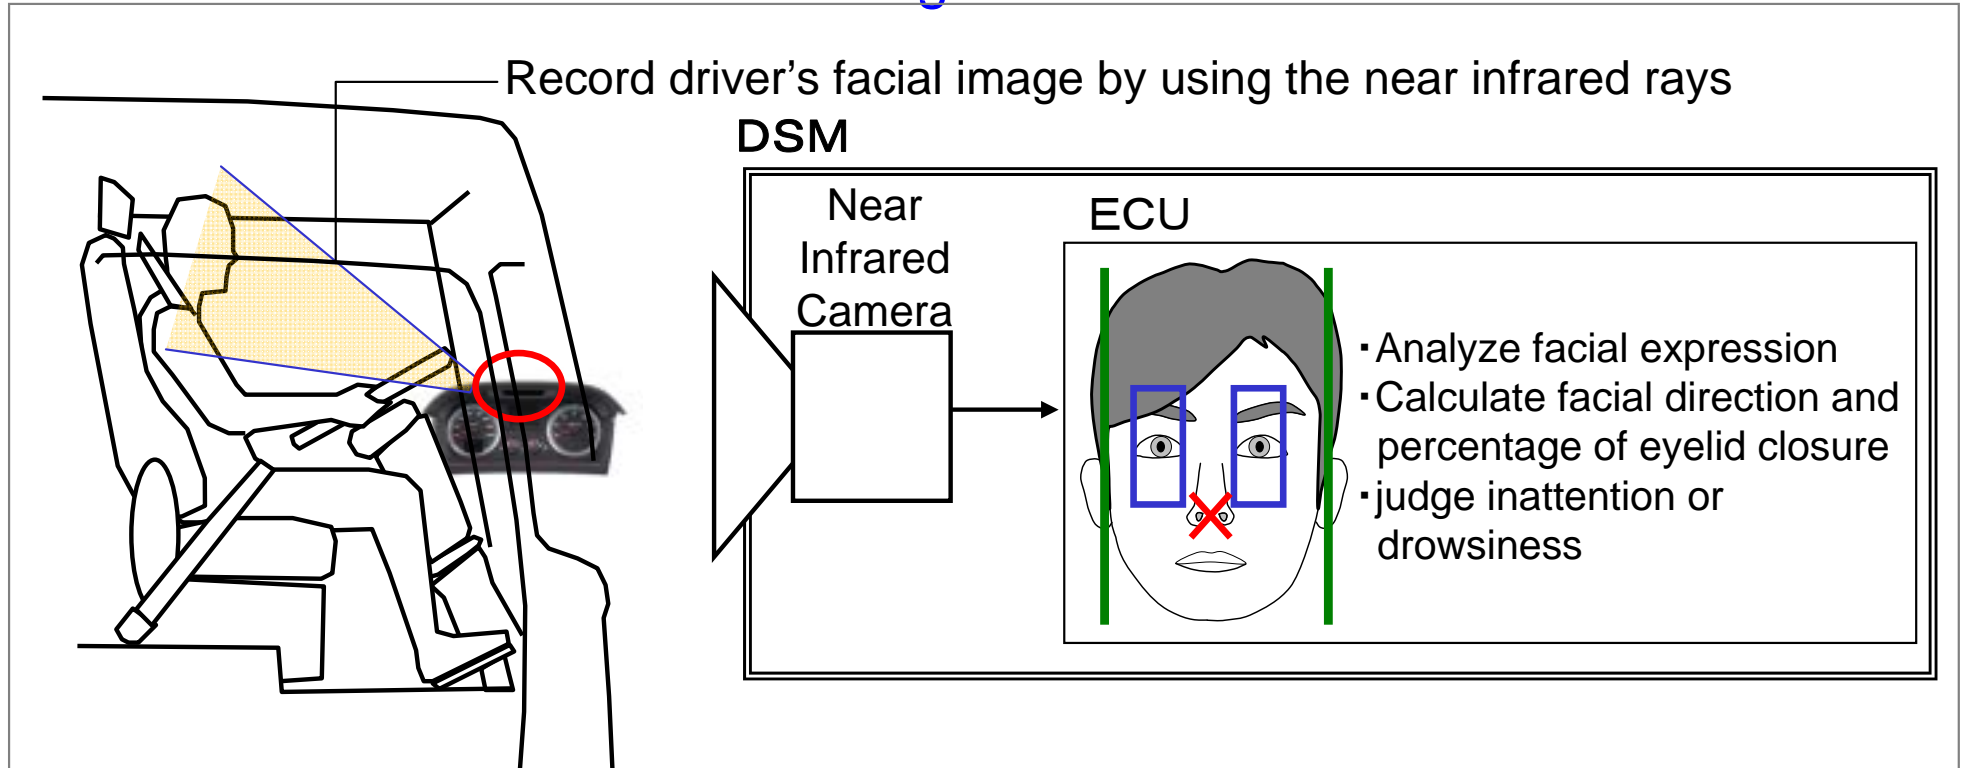 Record driver’s facial image by using the near infrared rays
DSM
Near
Infrared
Camera
ECU
・Analyze facial expression
・Calculate facial direction and
percentage of eyelid closure
・judge inattention or
drowsiness